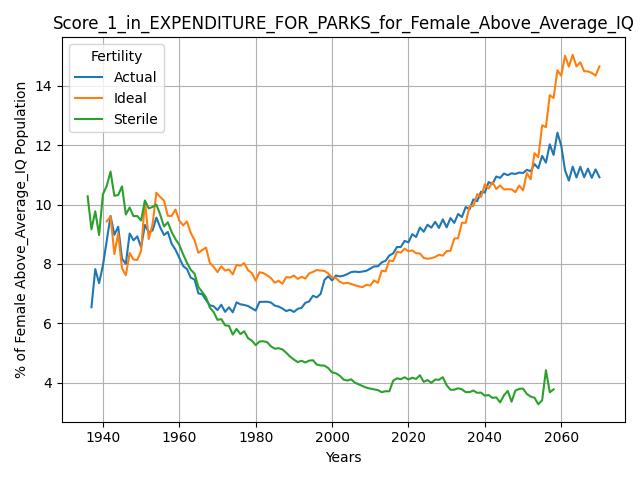 Score_1_in_EXPENDITURE_FOR_PARKS_for_Female_Above_Average_IQ
Fertility
Actual
Ideal
Sterile
% of Female Above_Average_IQ Population
14
12
10
8
6
4
1940 1960 1980 2000 2020 2040 2060
Years